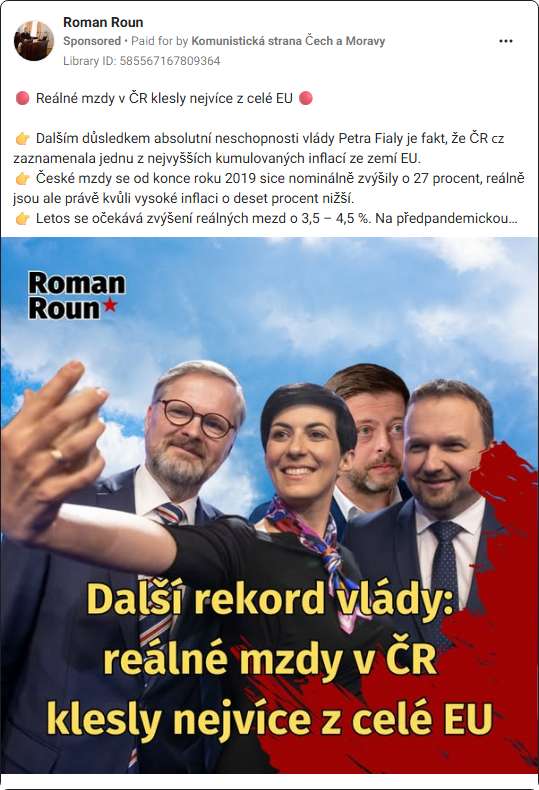 Roman Roun
Sponsored • Paid for by Komunistická strana Čech a Moravy
Library ID: 585567167809364
🔴 Reálné mzdy v ČR klesly nejvíce z celé EU 🔴
👉 Dalším důsledkem absolutní neschopnosti vlády Petra Fialy je fakt, že ČR cz
zaznamenala jednu z nejvyšších kumulovaných inflací ze zemí EU.
👉 České mzdy se od konce roku 2019 sice nominálně zvýšily o 27 procent, reálně
jsou ale právě kvůli vysoké inflaci o deset procent nižší.
👉 Letos se očekává zvýšení reálných mezd o 3,5 – 4,5 %. Na předpandemickou...
Roman
Roun★
Další rekord vlády:
reálné mzdy v ČR
klesly nejvíce z celé EU